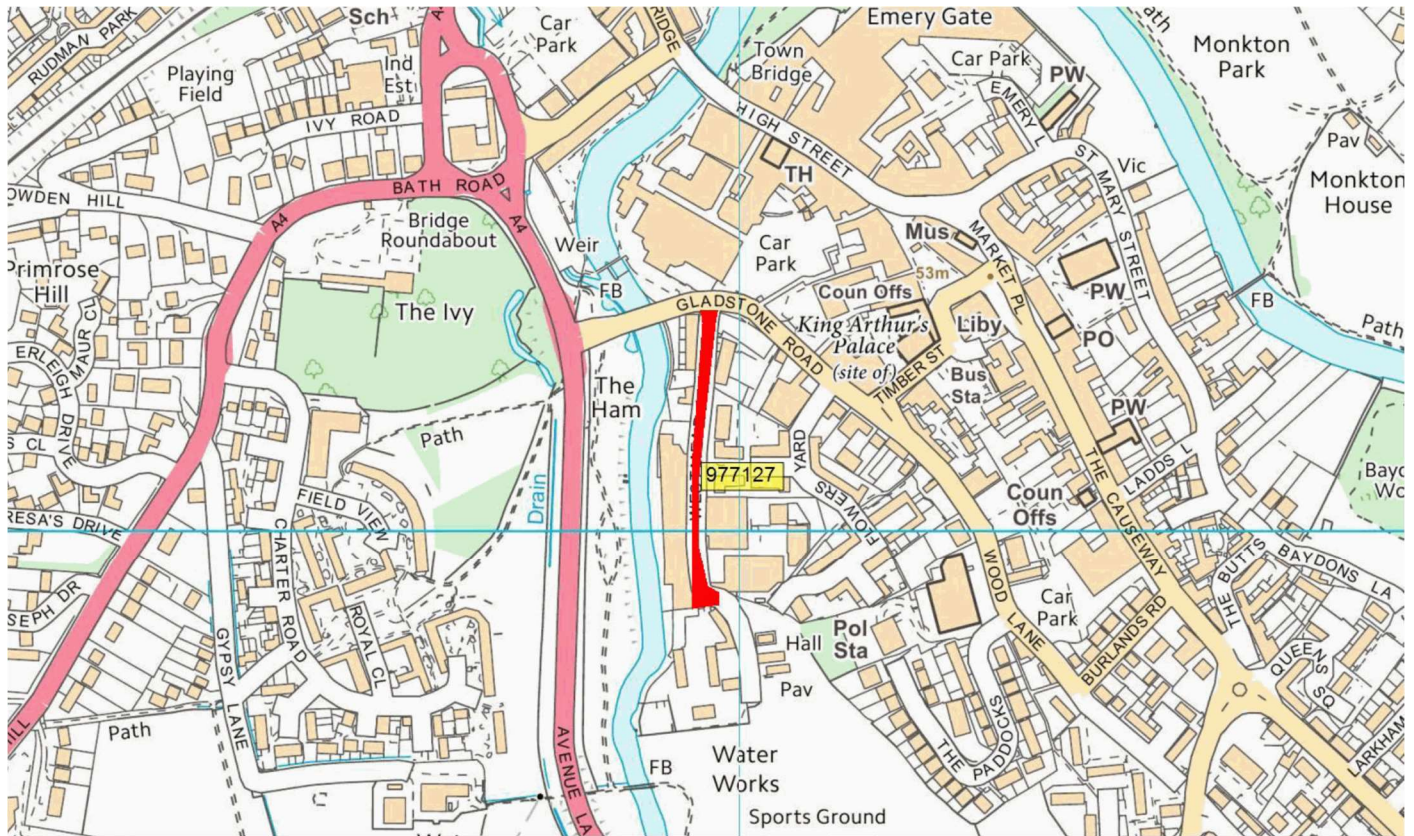 Sch
Car
Park
RIDGE
Emery Gate
Path
Monkton
Park
RUDMAN PARK
Playing
Field
Ind
Est
Town
Bridge
Car Park
PW
EMERY L
IVY ROAD
HIGH STREET
Pav
TH
ST MARY STREET
Vic
Monkton
House
OWDEN HILL
BATH ROAD
A4
A4
Bridge
Roundabout
Weir
Car
Park
Mus
MARKET PL
Primrose
Hill
53m
PW
FB
The Ivy
FB
GLADSTONE ROAD
Coun Offs
King Arthur's
Palace
(site of)
Liby
PO
Path
MAUR CL
ERLEIGH DRIVE
S CL
The
Ham
TIMBER ST
Bus
Sta
PW
Path
YARD
977127
FLOWERS
THE CAUSEWAY
LADDS L
Bayd
Wo
FIELD VIEW
Drain
Coun
Offs
RESA'S DRIVE
CHARTER ROAD
WOOD LANE
THE BUTTS
BAYDONS LA
SEPH DR
ROYAL CL
Hall
Pol
Sta
Car
Park
BURLANDS RD
QUEENS SQ
GYPSY LANE
Pav
HILL
Path
AVENUE LA
FB
Water
Works
THE PADDOCKS
LARKHAM
Sports Ground